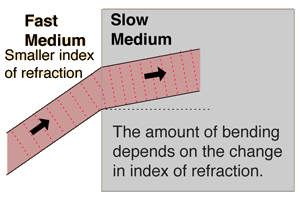 Fast
Medium
Smaller index
of refraction
Slow
Medium
The amount of bending
depends on the change
in index of refraction.